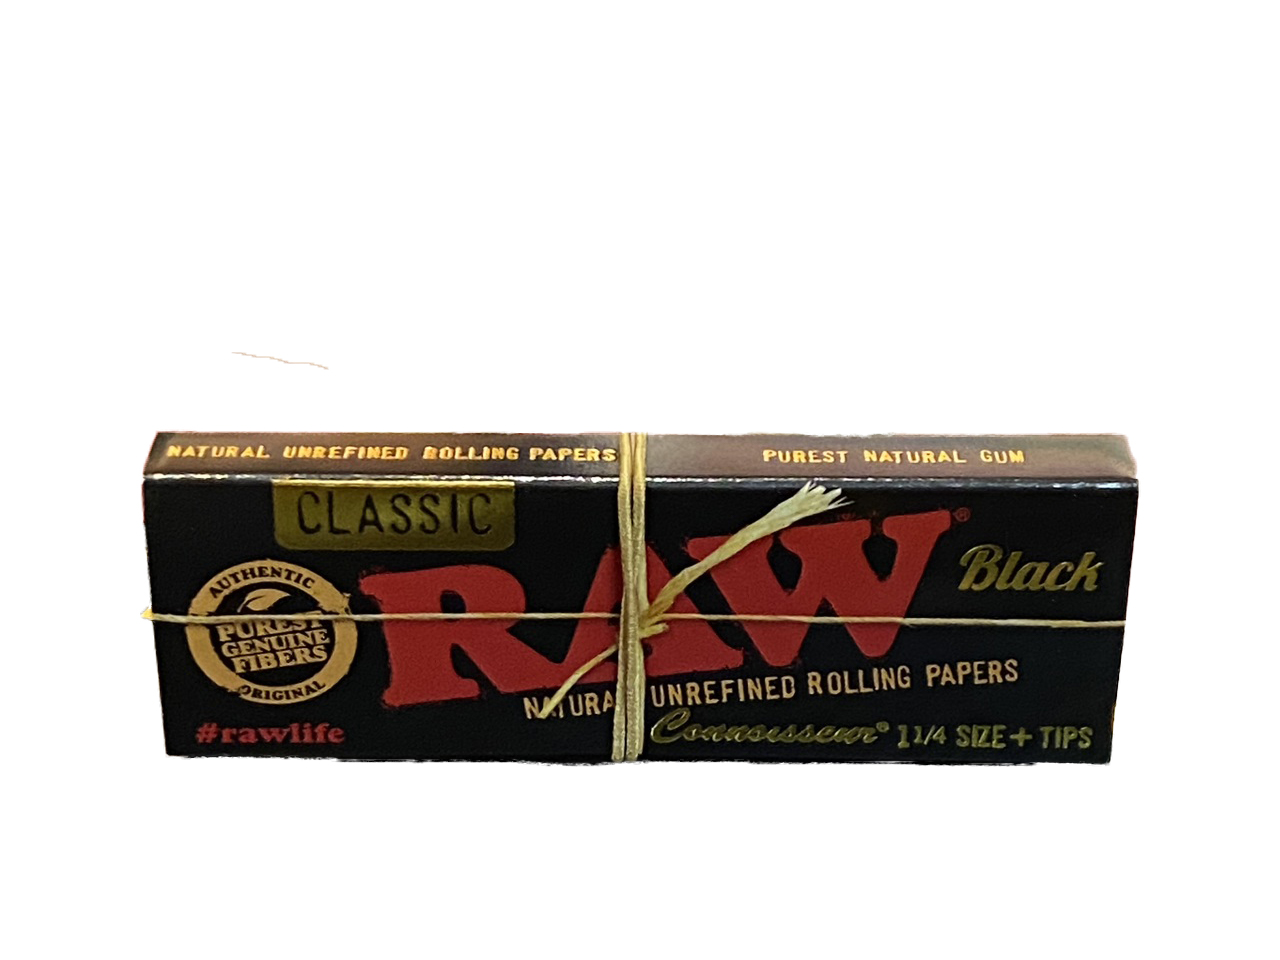 NATURAL UNREFINED ROLLING PAPERS PUREST NATURAL GUM
CLASSIC
RAW®
Black
AUTHENTIC
PUREST
GENUINE
FIBERS
ORIGINAL
NATURAL UNREFINED ROLLING PAPERS
#rawlife
Connoisseur® 1 1/4 SIZE + TIPS